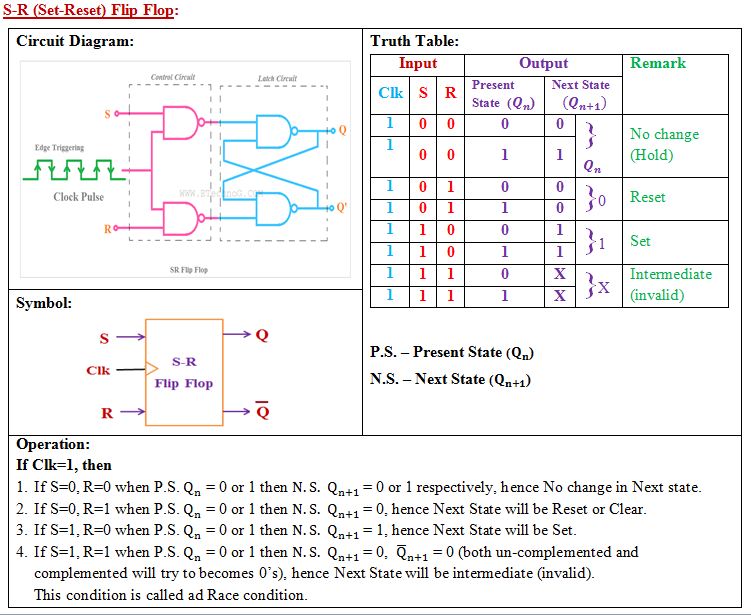 S-R (Set-Reset) Flip Flop:
Circuit Diagram:
Control Circuit
Latch Circuit
S
Q
Edge Triggering
Clock Pulse
WWW.ETechnoG.COM
R
Q'
SR Flip Flop
Symbol:
S
Q
Clk
S-R
Flip Flop
R
Q̅
Truth Table:
Input Output Remark
Clk S R Present State (Qₙ) Next State (Qₙ₊₁)
1 0 0 0 0
1 0 0 1 1 } Qₙ No change (Hold)
1 0 1 0 0
1 0 1 1 0 }0 Reset
1 1 0 0 1
1 1 0 1 1 }1 Set
1 1 1 0 X
1 1 1 1 X }X Intermediate (invalid)
P.S. – Present State (Qₙ)
N.S. – Next State (Qₙ₊₁)
Operation:
If Clk=1, then
1. If S=0, R=0 when P.S. Qₙ = 0 or 1 then N.S. Qₙ₊₁ = 0 or 1 respectively, hence No change in Next state.
2. If S=0, R=1 when P.S. Qₙ = 0 or 1 then N.S. Qₙ₊₁ = 0, hence Next State will be Reset or Clear.
3. If S=1, R=0 when P.S. Qₙ = 0 or 1 then N.S. Qₙ₊₁ = 1, hence Next State will be Set.
4. If S=1, R=1 when P.S. Qₙ = 0 or 1 then N.S. Qₙ₊₁ = 0, Q̅ₙ₊₁ = 0 (both un-complemented and
complemented will try to becomes 0's), hence Next State will be intermediate (invalid).
This condition is called ad Race condition.